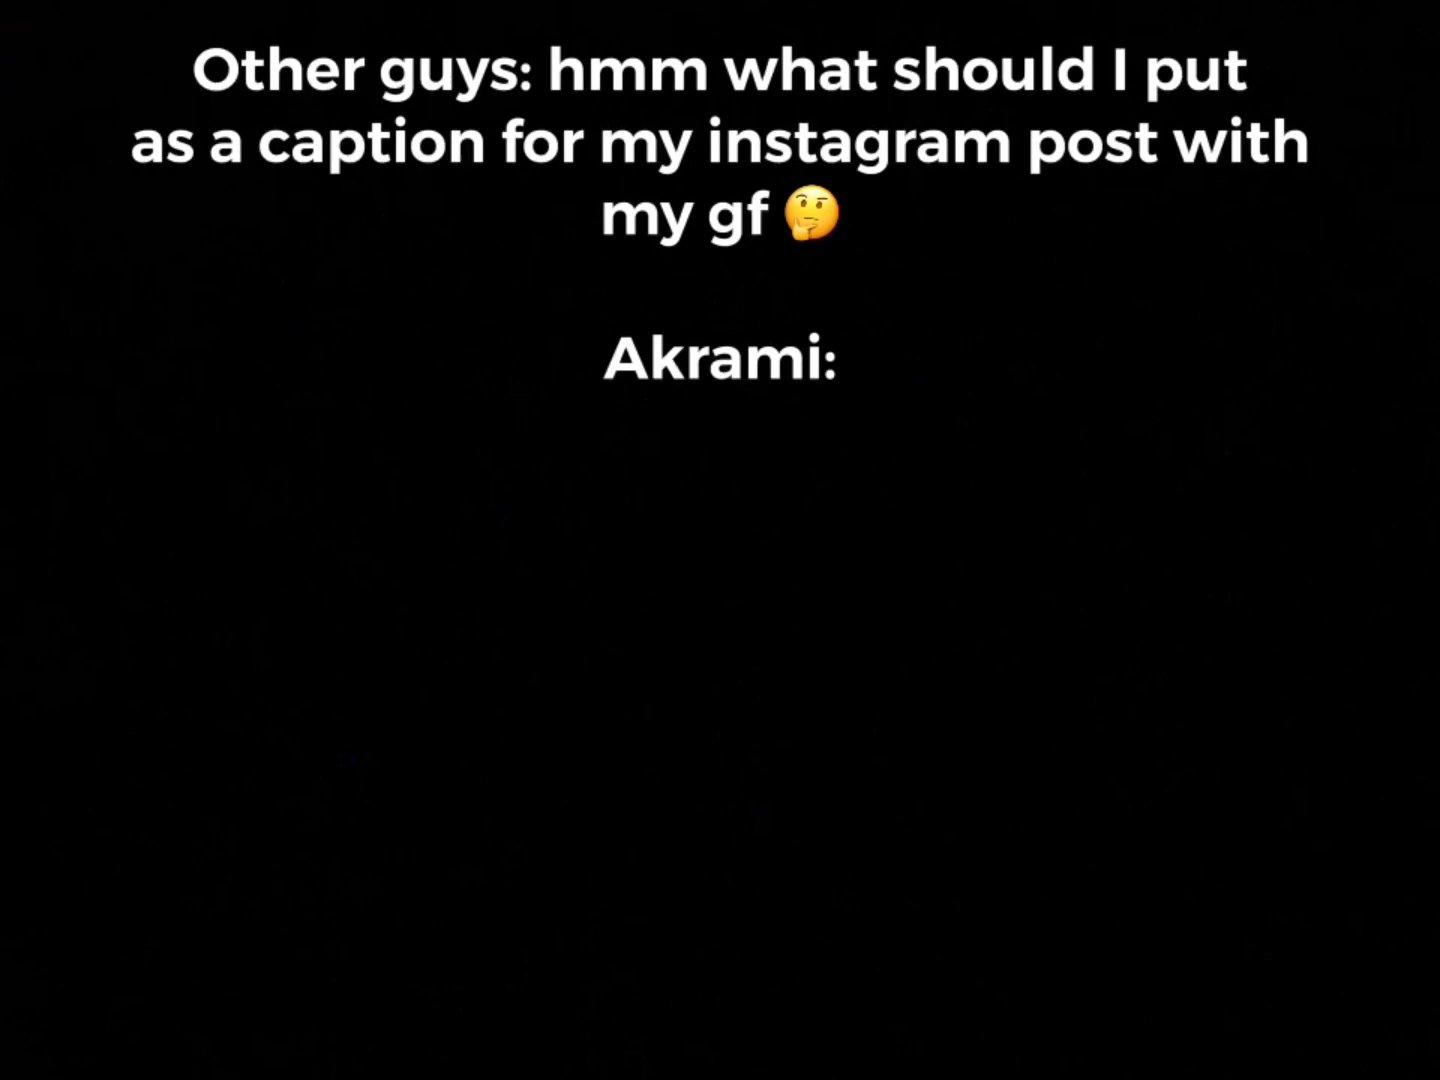 Other guys: hmm what should I put
as a caption for my instagram post with
my gf 🤔
Akrami: